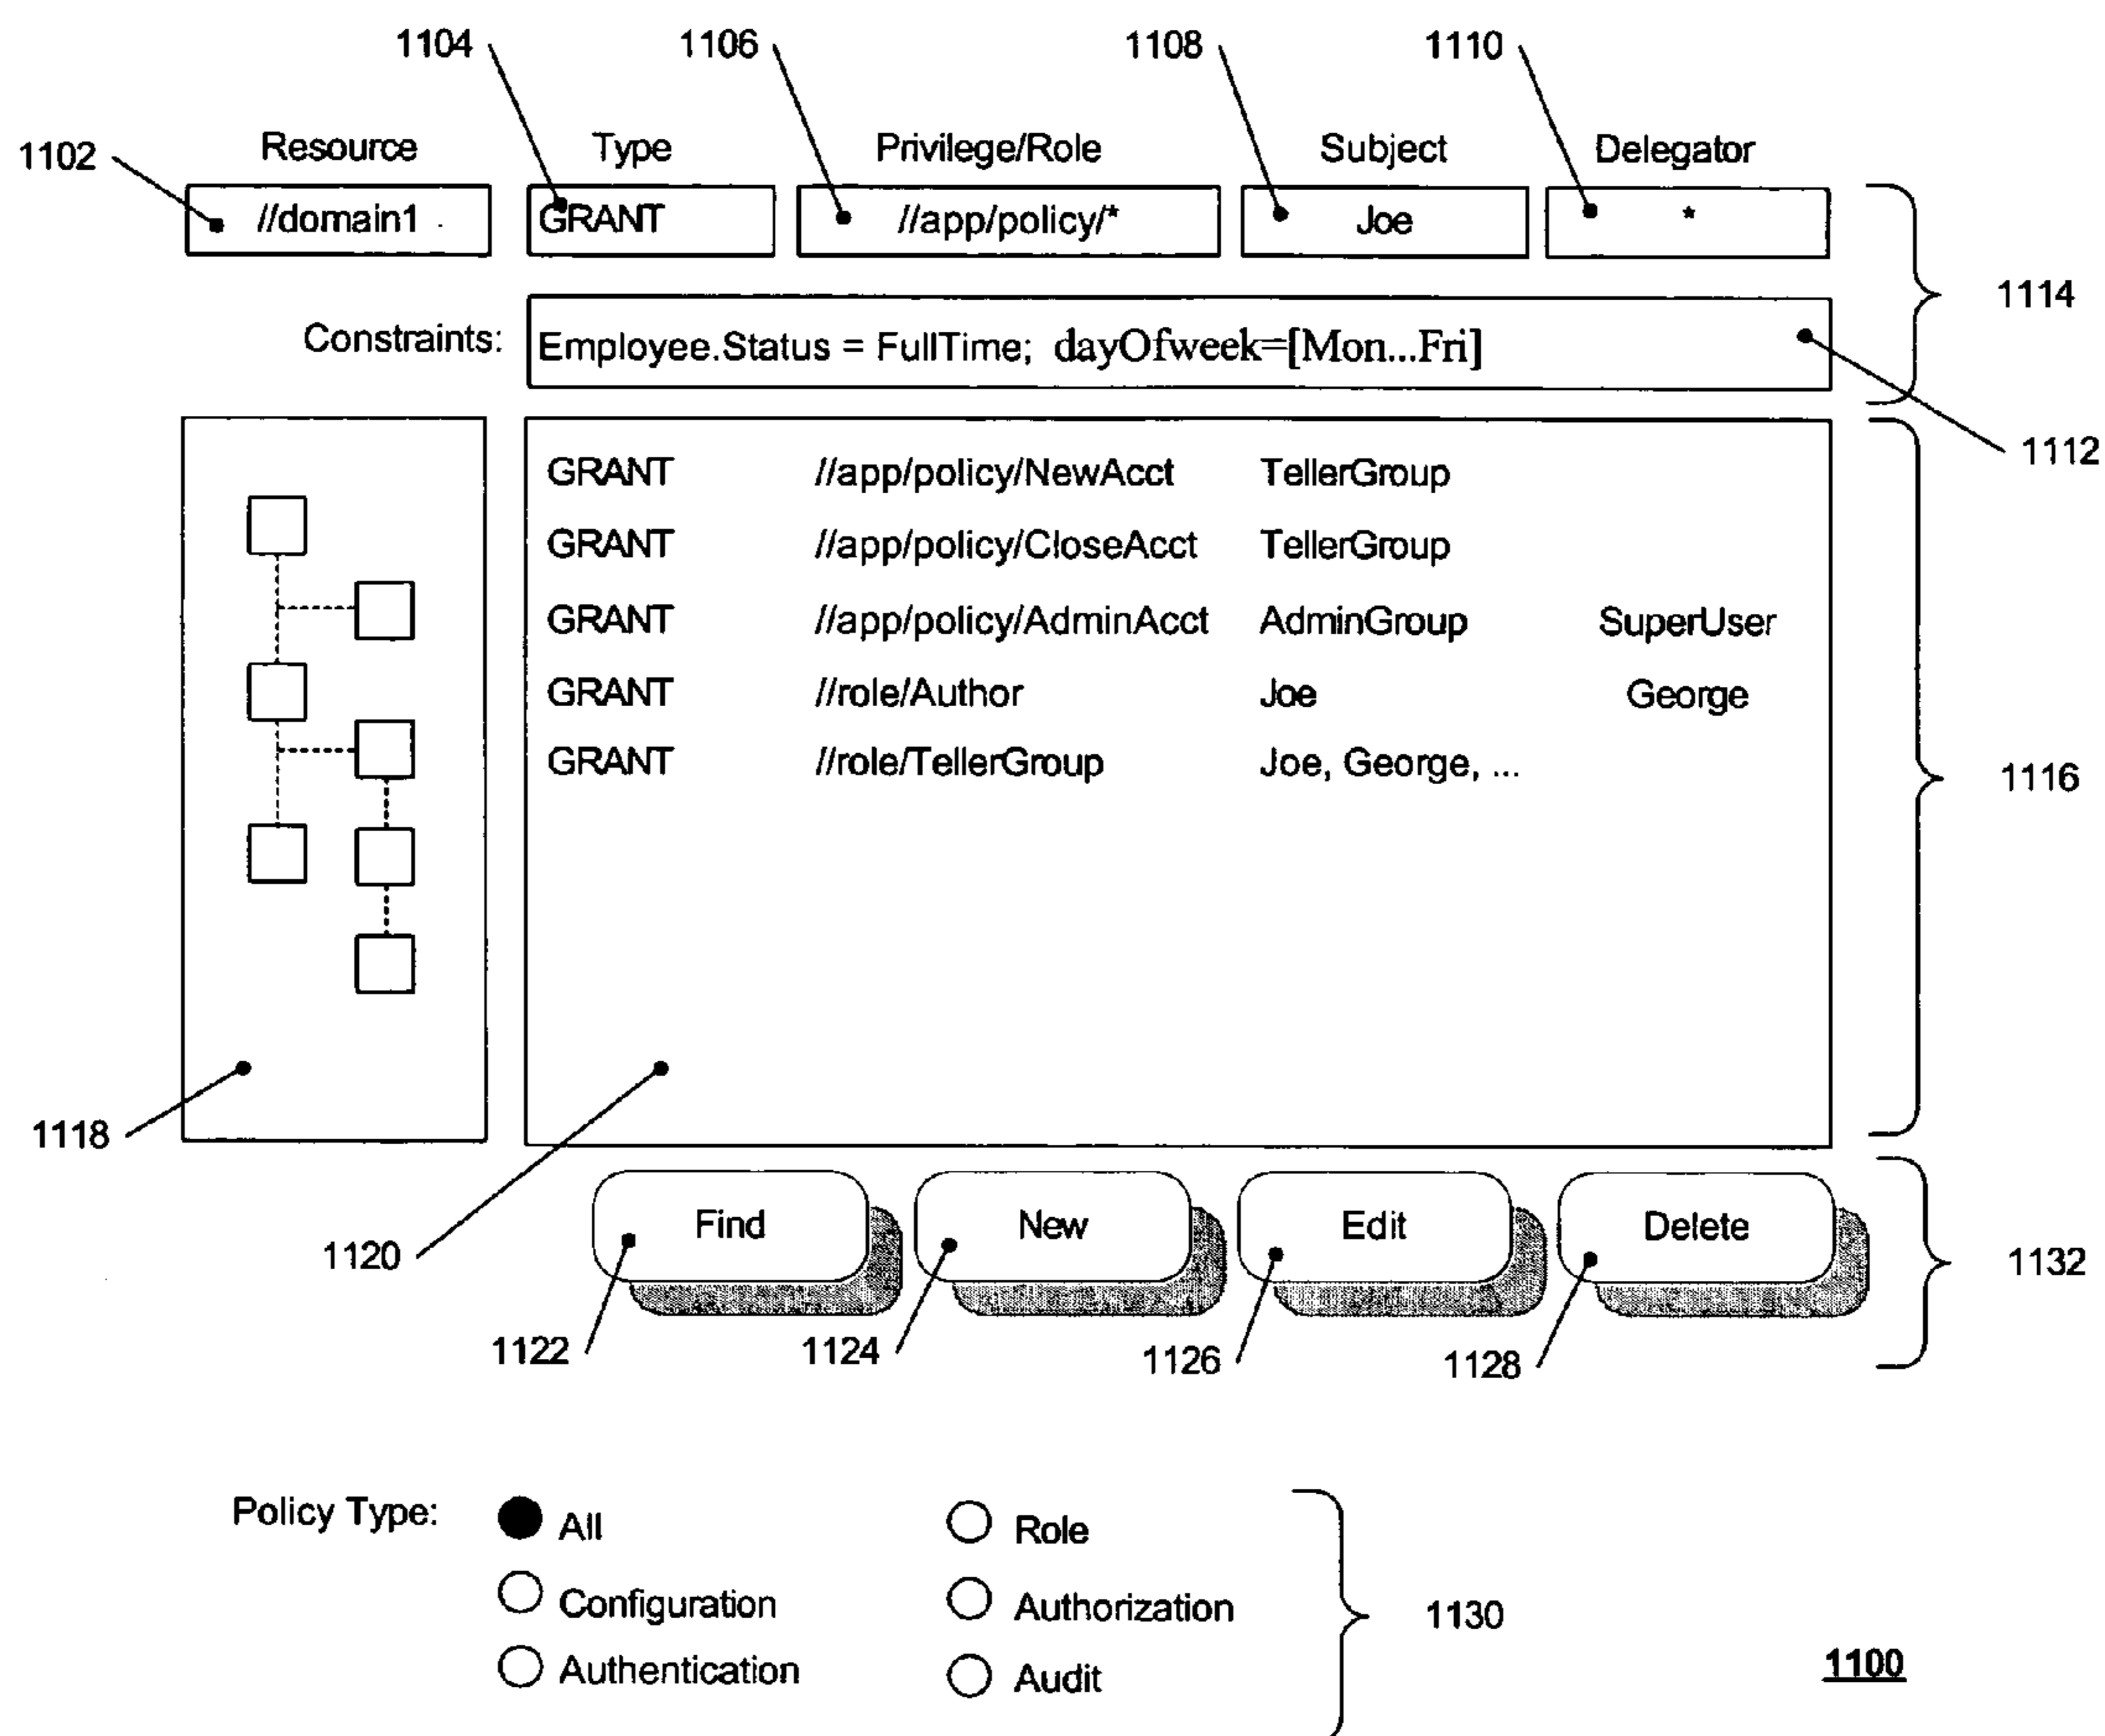 1104 1106 1108 1110
1102 Resource Type Privilege/Role Subject Delegator
//domain1 GRANT //app/policy/* Joe *
1114
Constraints: Employee.Status = FullTime; dayOfweek=[Mon...Fri]
1112
GRANT //app/policy/NewAcct TellerGroup
GRANT //app/policy/CloseAcct TellerGroup
GRANT //app/policy/AdminAcct AdminGroup SuperUser
GRANT //role/Author Joe George
GRANT //role/TellerGroup Joe, George, ...
1116
1118
Find New Edit Delete
1120 1132
1122 1124 1126 1128
Policy Type: All Role
Configuration Authorization
1130
Authentication Audit
1100